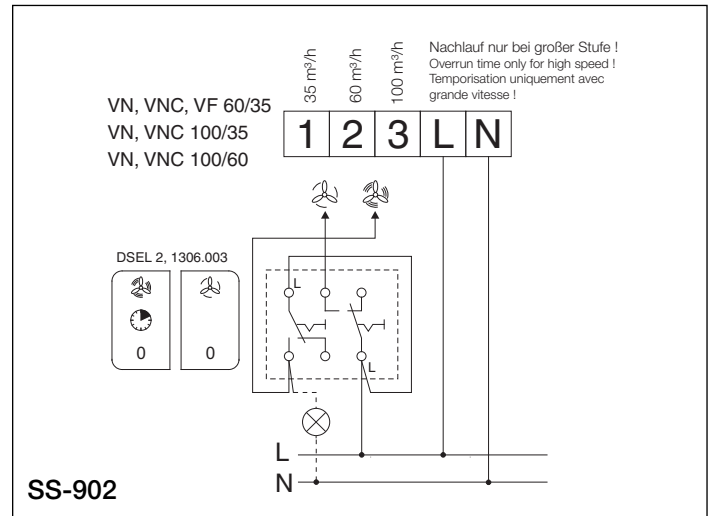 35 m³/h
60 m³/h
100 m³/h
Nachlauf nur bei großer Stufe !
Overrun time only for high speed !
Temporisation uniquement avec
grande vitesse !
VN, VNC, VF 60/35
VN, VNC 100/35
VN, VNC 100/60
1 2 3 L N
DSEL 2, 1306.003
0 0
L
L
L
N
SS-902